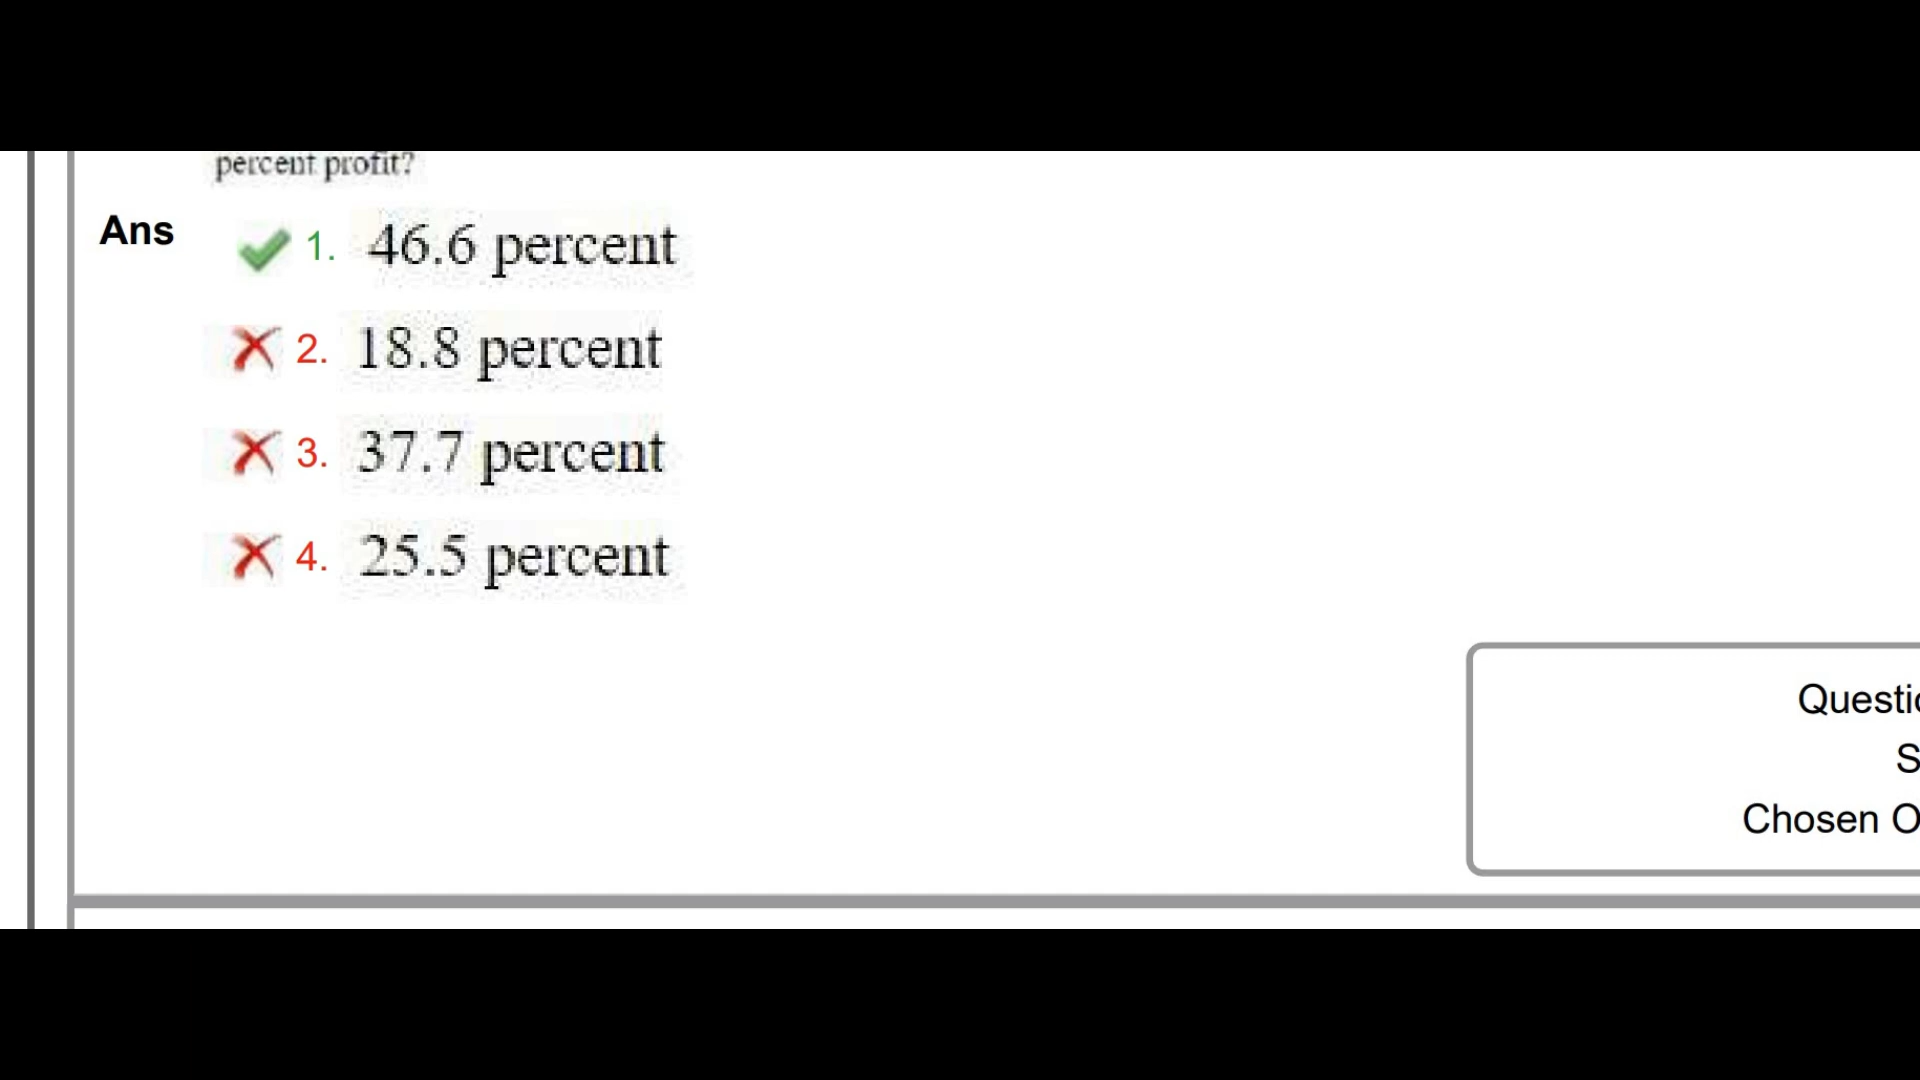 percent profit?
Ans
1. 46.6 percent
2. 18.8 percent
3. 37.7 percent
4. 25.5 percent
Questio
S
Chosen O